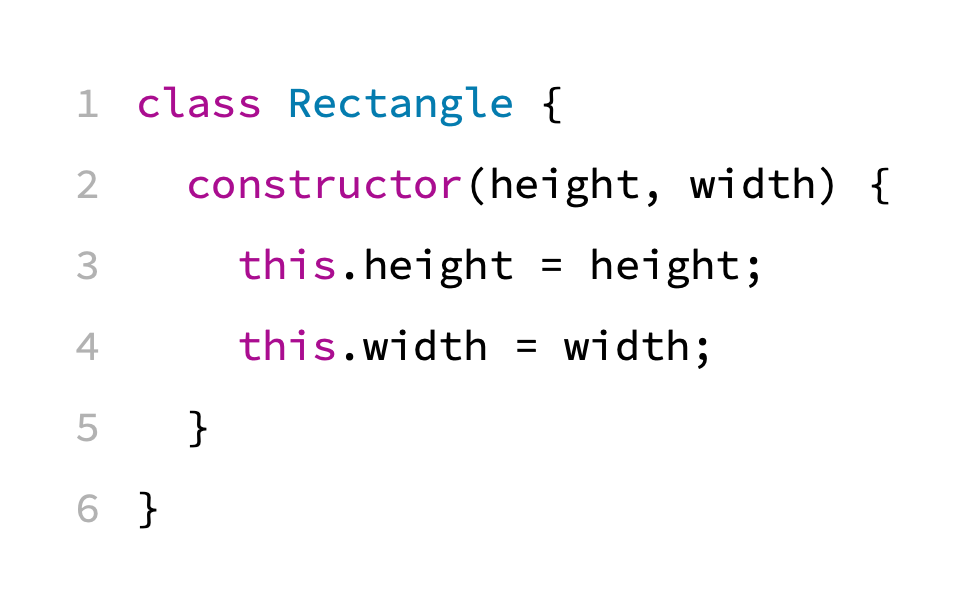 1 class Rectangle {
2   constructor(height, width) {
3     this.height = height;
4     this.width = width;
5   }
6 }